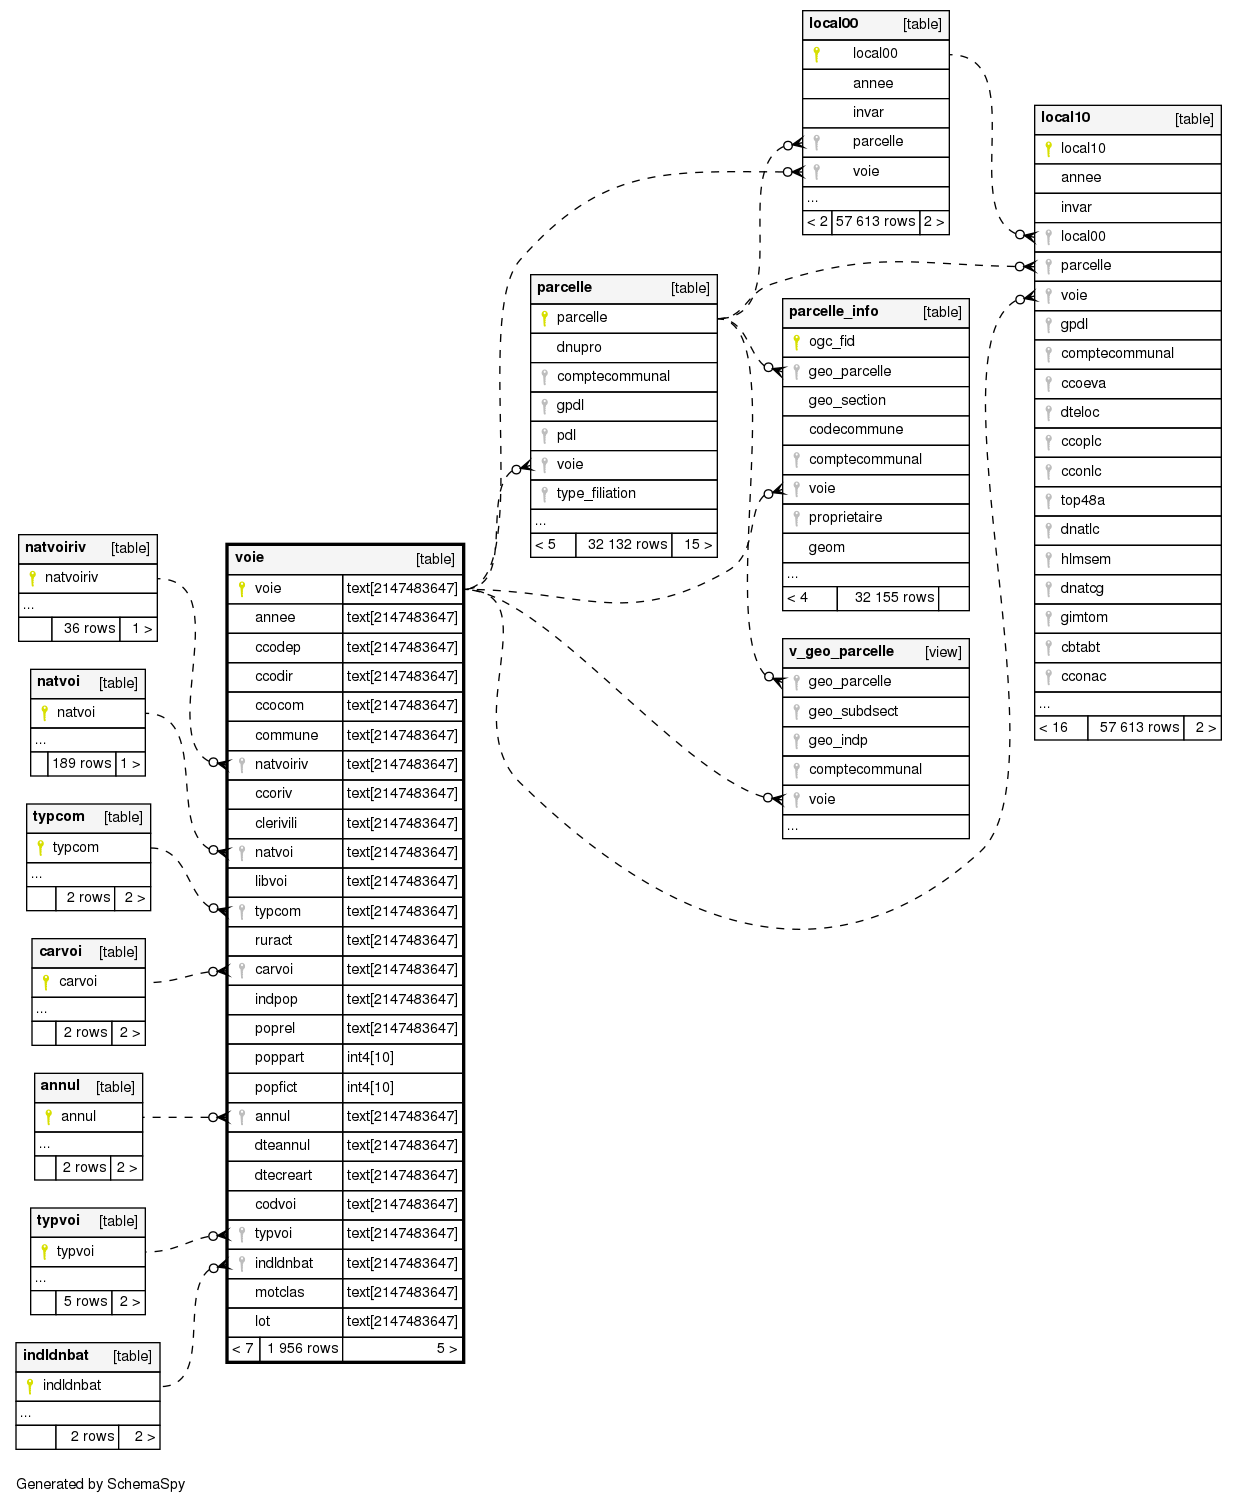 local00 [table]
local00
annee
invar
parcelle
voie
...
< 2 57 613 rows 2 >
local10 [table]
local10
annee
invar
local00
parcelle
voie
gpdl
comptecommunal
ccoeva
dteloc
ccoplc
cconlc
top48a
dnatlc
hlmsem
dnatcg
gimtom
cbtabt
cconac
...
< 16 57 613 rows 2 >
parcelle [table]
parcelle
dnupro
comptecommunal
gpdl
pdl
voie
type_filiation
...
< 5 32 132 rows 15 >
parcelle_info [table]
ogc_fid
geo_parcelle
geo_section
codecommune
comptecommunal
voie
proprietaire
geom
...
< 4 32 155 rows
v_geo_parcelle [view]
geo_parcelle
geo_subdsect
geo_indp
comptecommunal
voie
...
natvoiriv [table]
natvoiriv
...
36 rows 1 >
natvoi [table]
natvoi
...
189 rows 1 >
typcom [table]
typcom
...
2 rows 2 >
carvoi [table]
carvoi
...
2 rows 2 >
annul [table]
annul
...
2 rows 2 >
typvoi [table]
typvoi
...
5 rows 2 >
indldnbat [table]
indldnbat
...
2 rows 2 >
voie [table]
voie text[2147483647]
annee text[2147483647]
ccodep text[2147483647]
ccodir text[2147483647]
ccocom text[2147483647]
commune text[2147483647]
natvoiriv text[2147483647]
ccoriv text[2147483647]
clerivili text[2147483647]
natvoi text[2147483647]
libvoi text[2147483647]
typcom text[2147483647]
ruract text[2147483647]
carvoi text[2147483647]
indpop text[2147483647]
poprel text[2147483647]
poppart int4[10]
popfict int4[10]
annul text[2147483647]
dteannul text[2147483647]
dtecreart text[2147483647]
codvoi text[2147483647]
typvoi text[2147483647]
indldnbat text[2147483647]
motclas text[2147483647]
lot text[2147483647]
< 7 1 956 rows 5 >
Generated by SchemaSpy